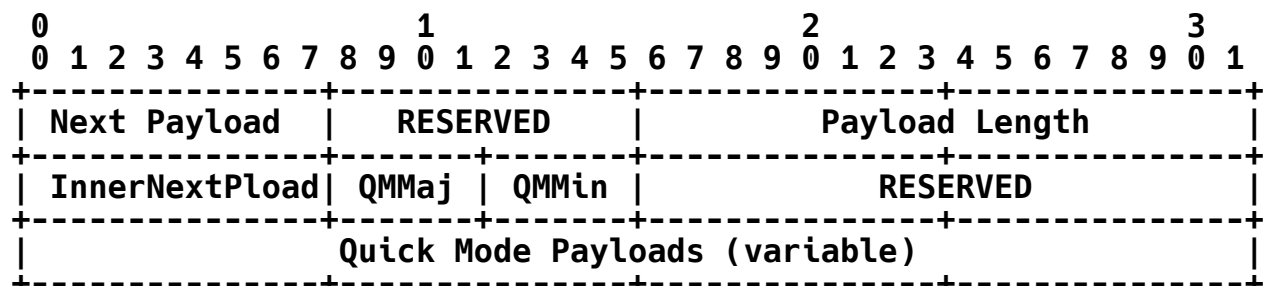 0                   1                   2                   3
 0 1 2 3 4 5 6 7 8 9 0 1 2 3 4 5 6 7 8 9 0 1 2 3 4 5 6 7 8 9 0 1
+---------------+---------------+---------------+---------------+
| Next Payload  |   RESERVED    |         Payload Length        |
+---------------+-------+-------+---------------+---------------+
| InnerNextPload| QMMaj | QMMin |            RESERVED           |
+---------------+-------+-------+---------------+---------------+
|                Quick Mode Payloads (variable)                 |
+---------------+---------------+---------------+---------------+